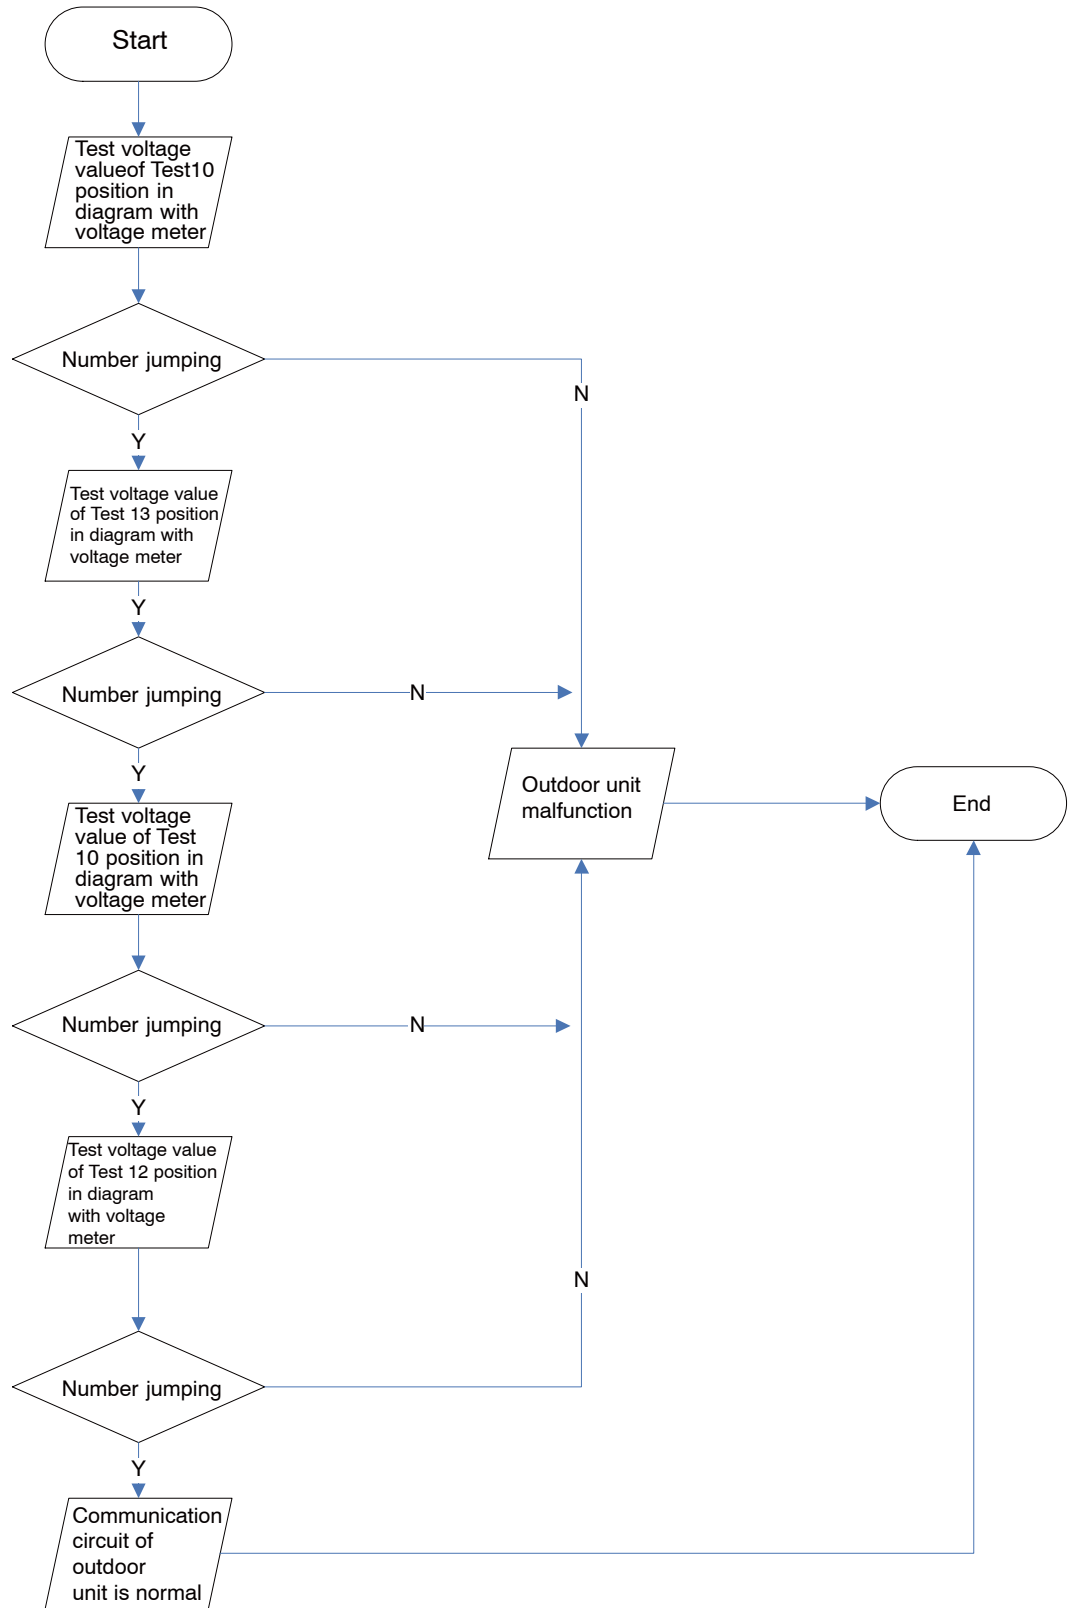 Start
Test voltage
valueof Test10
position in
diagram with
voltage meter
Number jumping
N
Y
Test voltage value
of Test 13 position
in diagram with
voltage meter
Y
Number jumping
N
Y
Outdoor unit
malfunction
End
Test voltage
value of Test
10 position in
diagram with
voltage meter
Number jumping
N
Y
Test voltage value
of Test 12 position
in diagram
with voltage
meter
N
Number jumping
Y
Communication
circuit of
outdoor
unit is normal